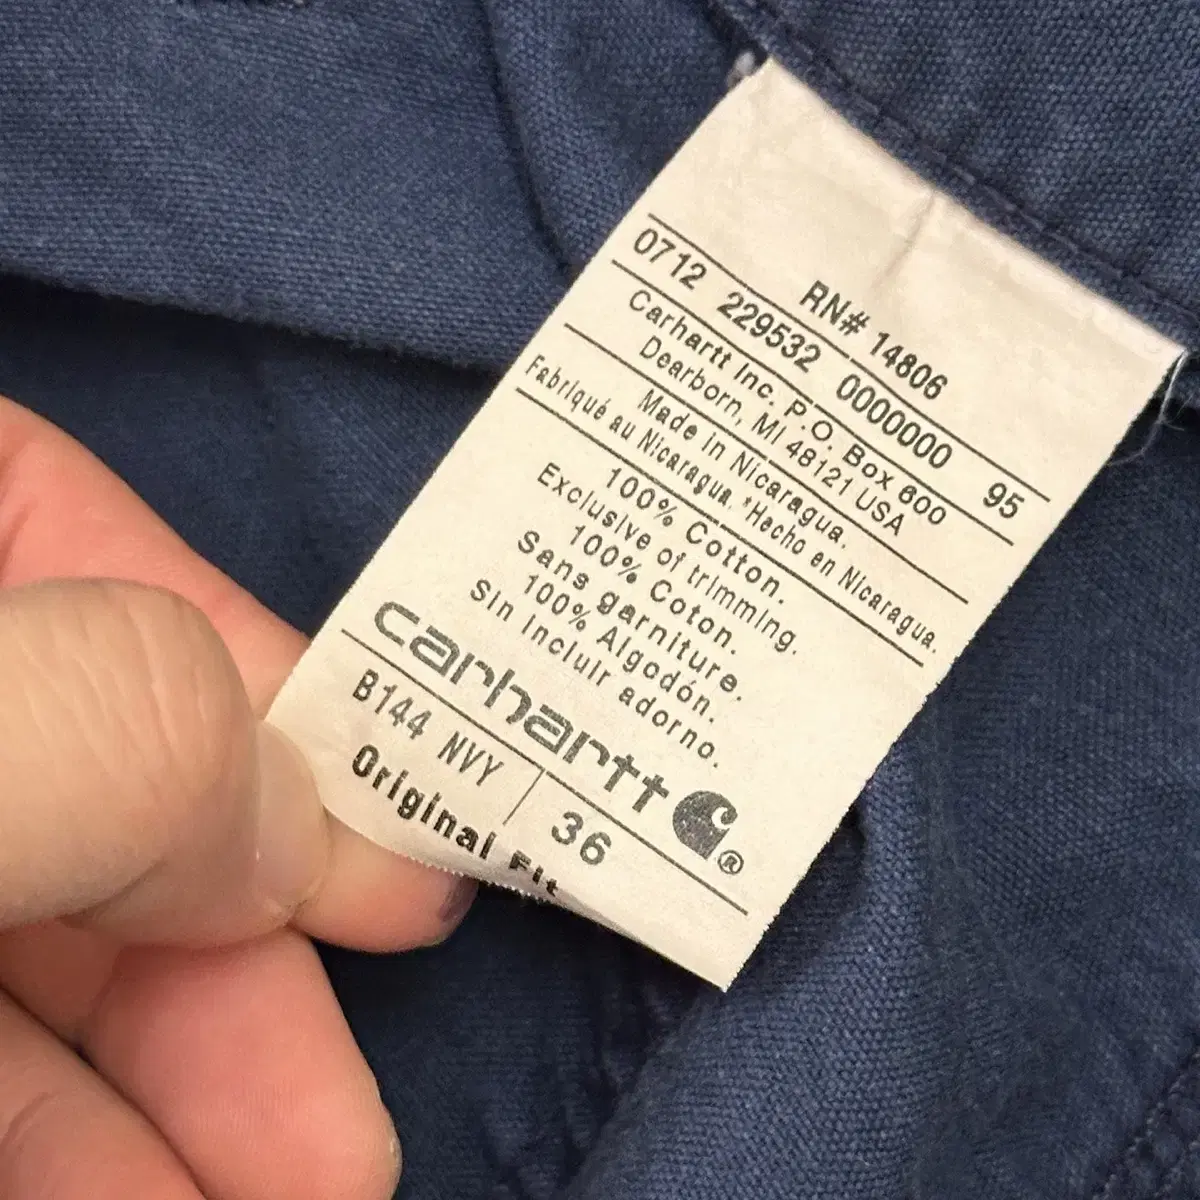 RN# 14806
0712 229532 0000000 95
Carhartt Inc. P.O. Box 600
Dearborn, MI 48121 USA
Made in Nicaragua.
Fabriqué au Nicaragua. *Hecho en Nicaragua.
100% Cotton.
Exclusive of trimming.
100% Coton.
Sans garniture.
100% Algodón.
Sin incluir adorno.
carhartt ®
B144 NVY 36
Original Fit